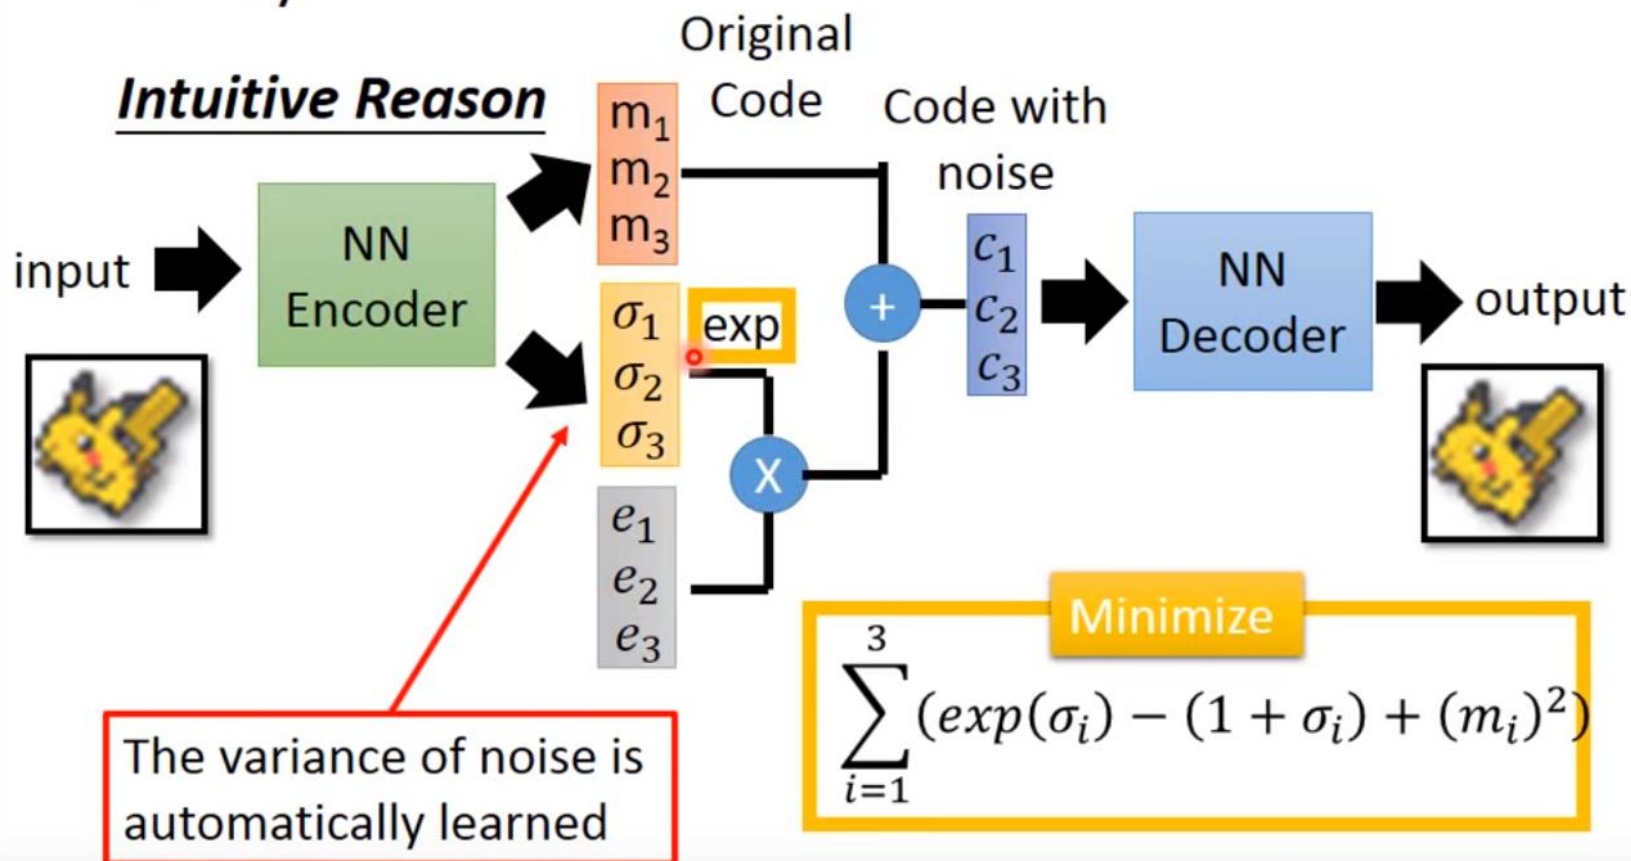 Intuitive Reason
Original
Code
Code with
noise
input
NN
Encoder
m₁
m₂
m₃
σ₁
σ₂
σ₃
exp
e₁
e₂
e₃
+
X
c₁
c₂
c₃
NN
Decoder
output
The variance of noise is
automatically learned
Minimize
3
∑(exp(σᵢ) − (1 + σᵢ) + (mᵢ)²)
i=1